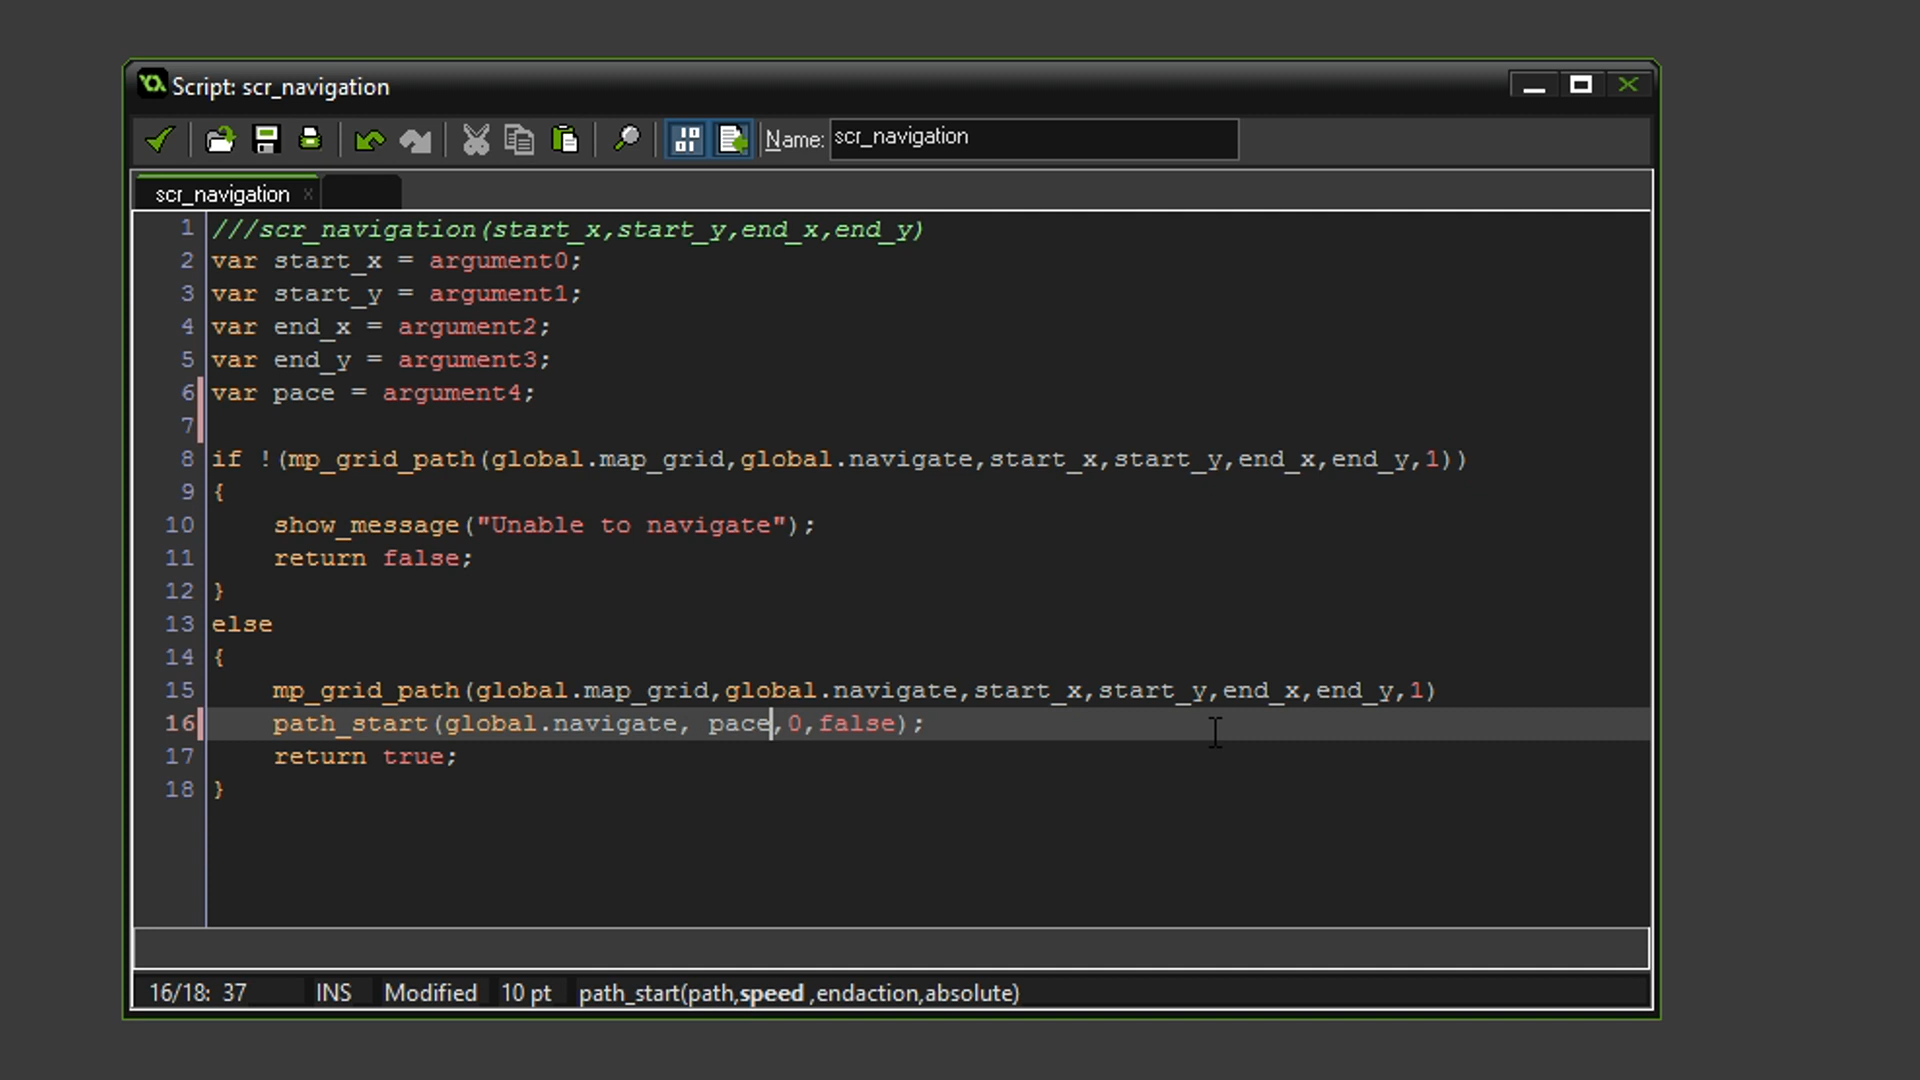 Script: scr_navigation
Name: scr_navigation
scr_navigation x
1 ///scr_navigation(start_x,start_y,end_x,end_y)
2 var start_x = argument0;
3 var start_y = argument1;
4 var end_x = argument2;
5 var end_y = argument3;
6 var pace = argument4;
7
8 if !(mp_grid_path(global.map_grid,global.navigate,start_x,start_y,end_x,end_y,1))
9 {
10     show_message("Unable to navigate");
11     return false;
12 }
13 else
14 {
15     mp_grid_path(global.map_grid,global.navigate,start_x,start_y,end_x,end_y,1)
16     path_start(global.navigate, pace,0,false);
17     return true;
18 }
16/18: 37 INS Modified 10 pt path_start(path,speed ,endaction,absolute)